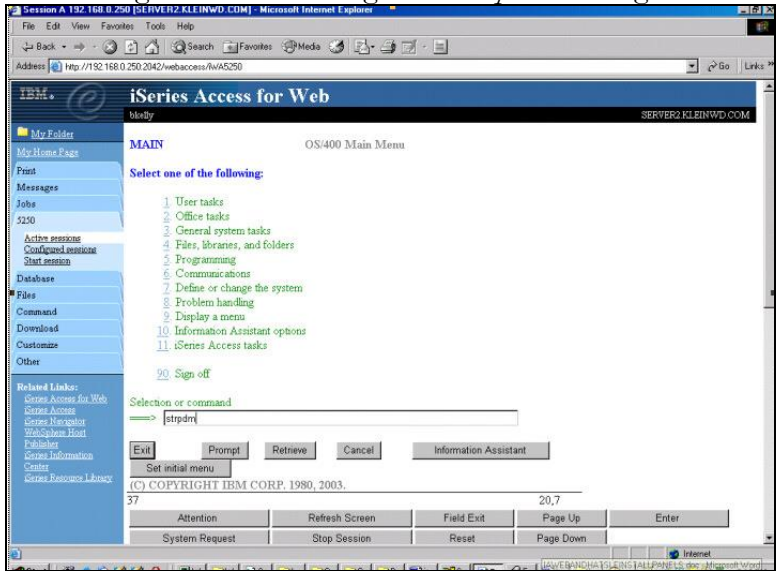 Session A 192.168.0.250 [SERVER2.KLEINWD.COM] - Microsoft Internet Explorer
File Edit View Favorites Tools Help
Back Search Favorites Media
Address http://192.168.0.250:2042/webaccess/iWA5250 Go Links »
IBM. iSeries Access for Web
bkelly SERVER2.KLEINWD.COM
My Folder
My Home Page
Print
Messages
Jobs
5250
Active sessions
Configured sessions
Start session
Database
Files
Command
Download
Customize
Other
Related Links:
iSeries Access for Web
iSeries Access
iSeries Navigator
WebSphere Host
Publisher
iSeries Information
Center
iSeries Resource Library
MAIN OS/400 Main Menu
Select one of the following:
1. User tasks
2. Office tasks
3. General system tasks
4. Files, libraries, and folders
5. Programming
6. Communications
7. Define or change the system
8. Problem handling
9. Display a menu
10. Information Assistant options
11. iSeries Access tasks
90. Sign off
Selection or command
===> strpdm
Exit Prompt Retrieve Cancel Information Assistant
Set initial menu
(C) COPYRIGHT IBM CORP. 1980, 2003.
37 20,7
Attention Refresh Screen Field Exit Page Up Enter
System Request Stop Session Reset Page Down
Internet